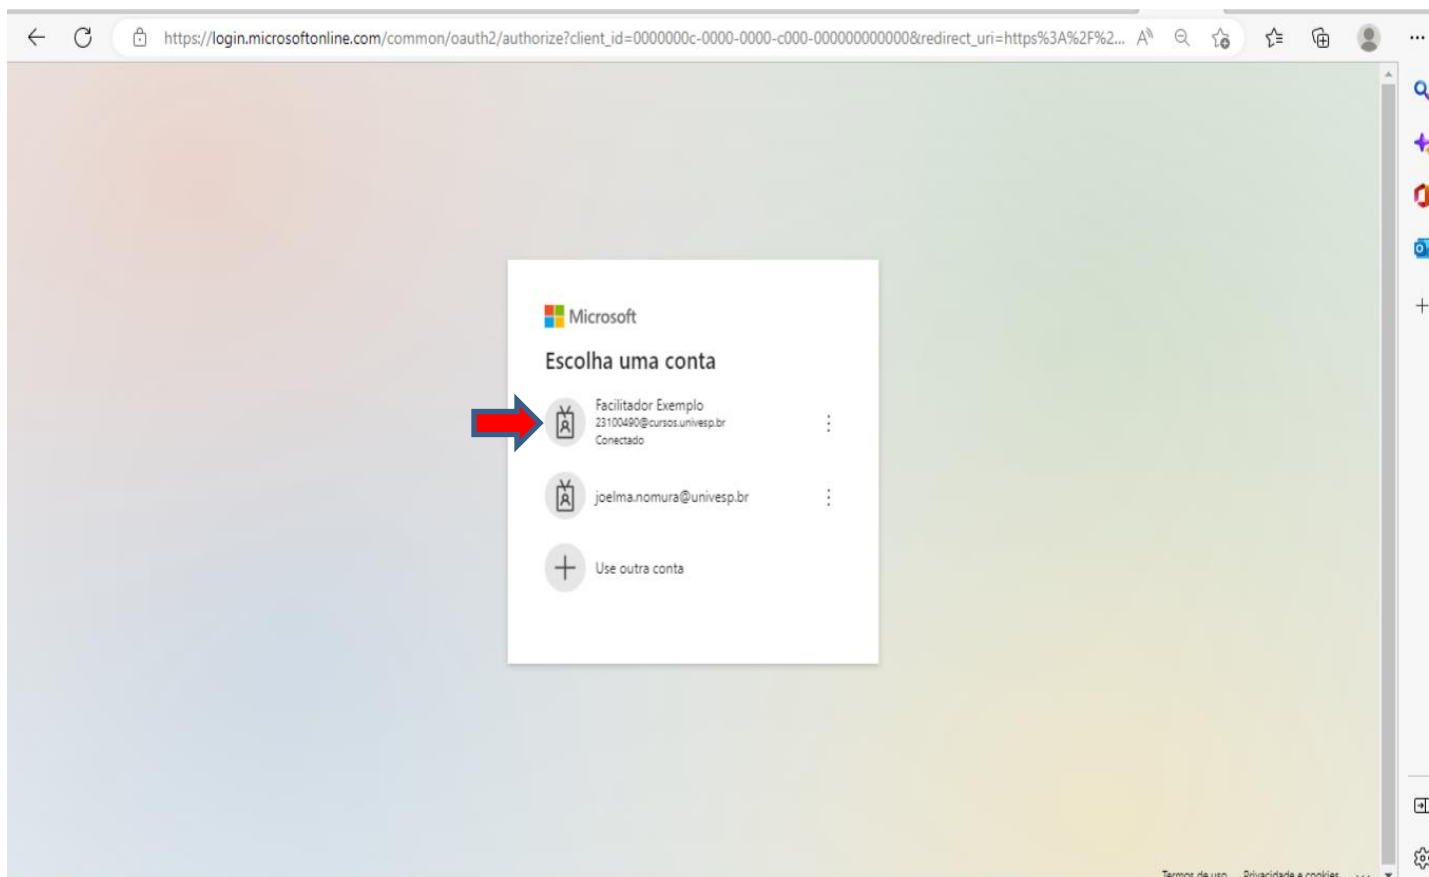 https://login.microsoftonline.com/common/oauth2/authorize?client_id=0000000c-0000-0000-c000-000000000000&redirect_uri=https%3A%2F%2...
Microsoft
Escolha uma conta
Facilitador Exemplo
23100490@cursos.univesp.br
Conectado
joelma.nomura@univesp.br
Use outra conta
Termos de uso Privacidade e cookies ...